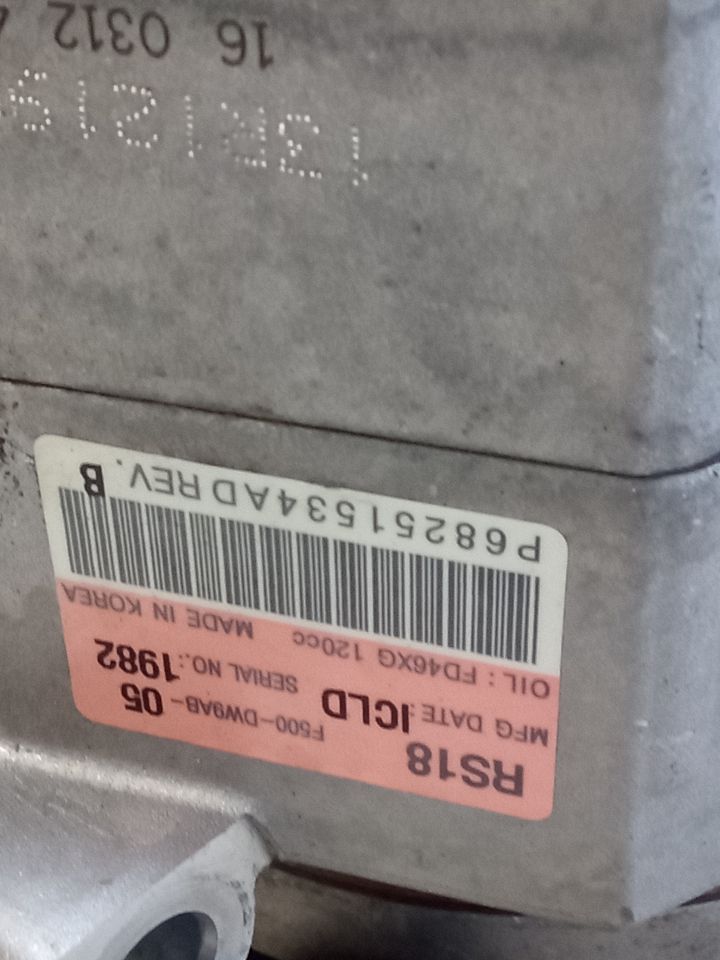 RS18 F500-DW9AB- 05
MFG DATE: ICLD SERIAL NO.: 1982
OIL : FD46XG 120cc MADE IN KOREA
P68251534AD REV. B
16 0312